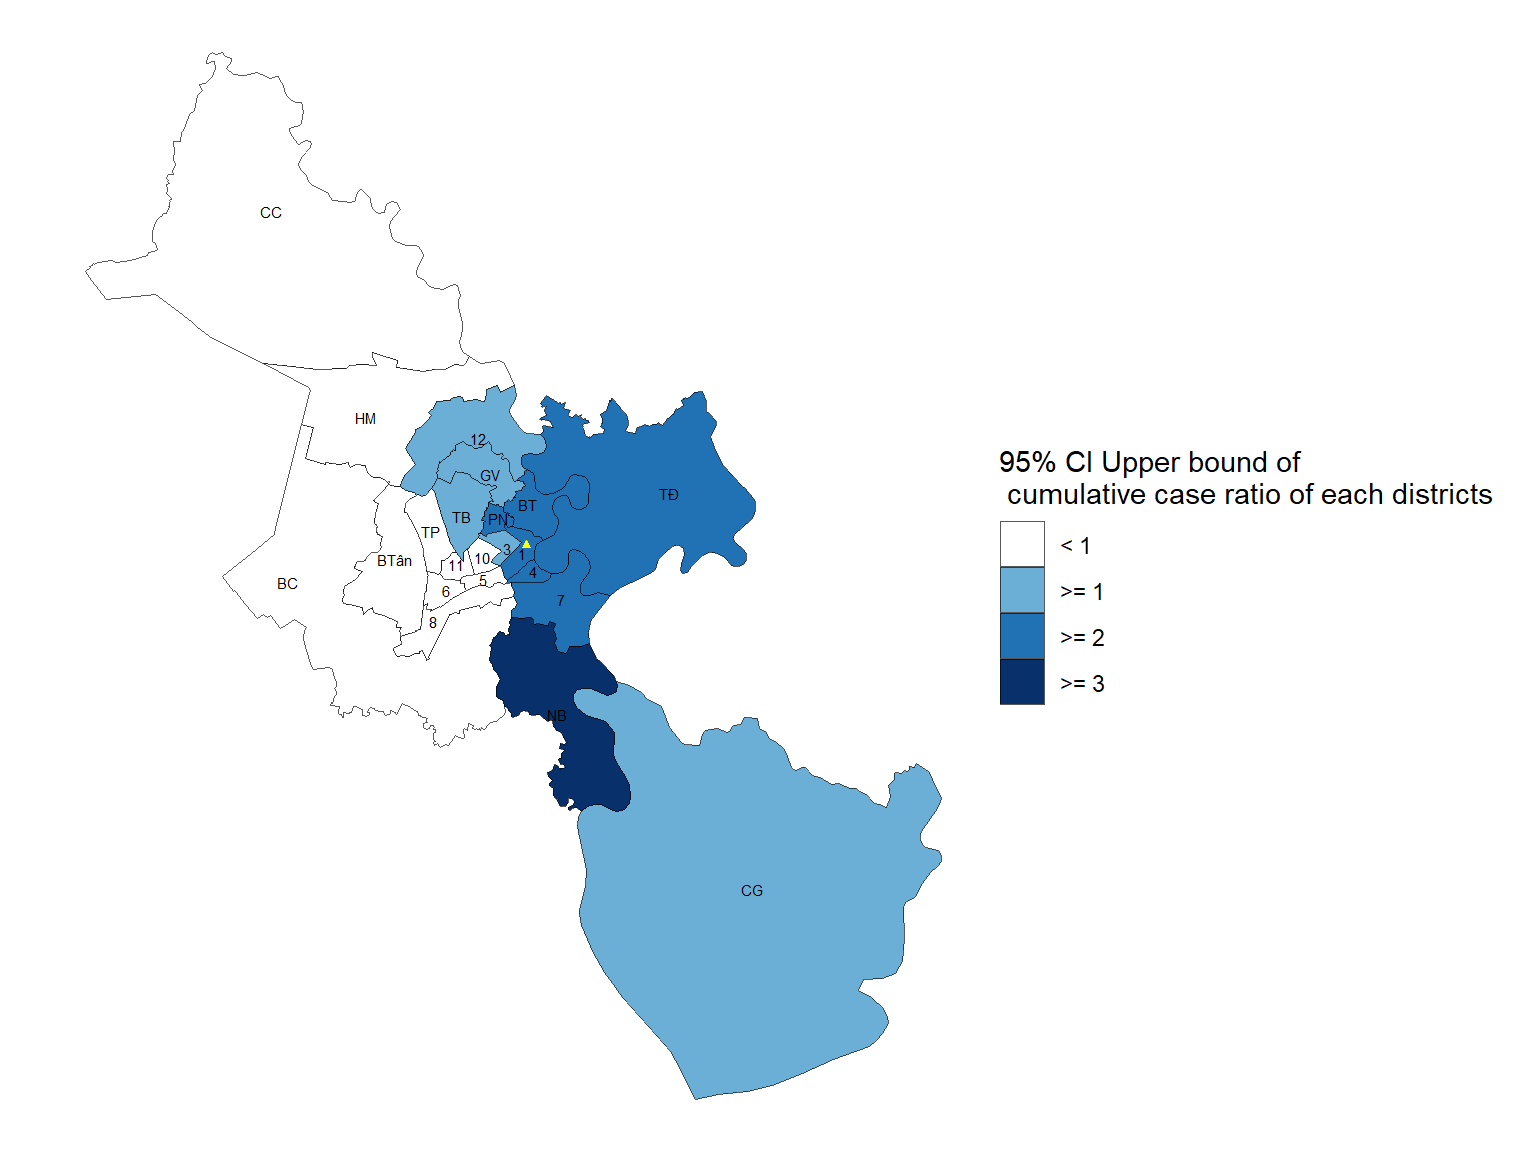 CC
HM
12
GV
TĐ
BT
TB
PN
TP
3
1
10
BTân
11
4
5
BC
6
7
8
NB
CG
95% CI Upper bound of
cumulative case ratio of each districts
< 1
>= 1
>= 2
>= 3